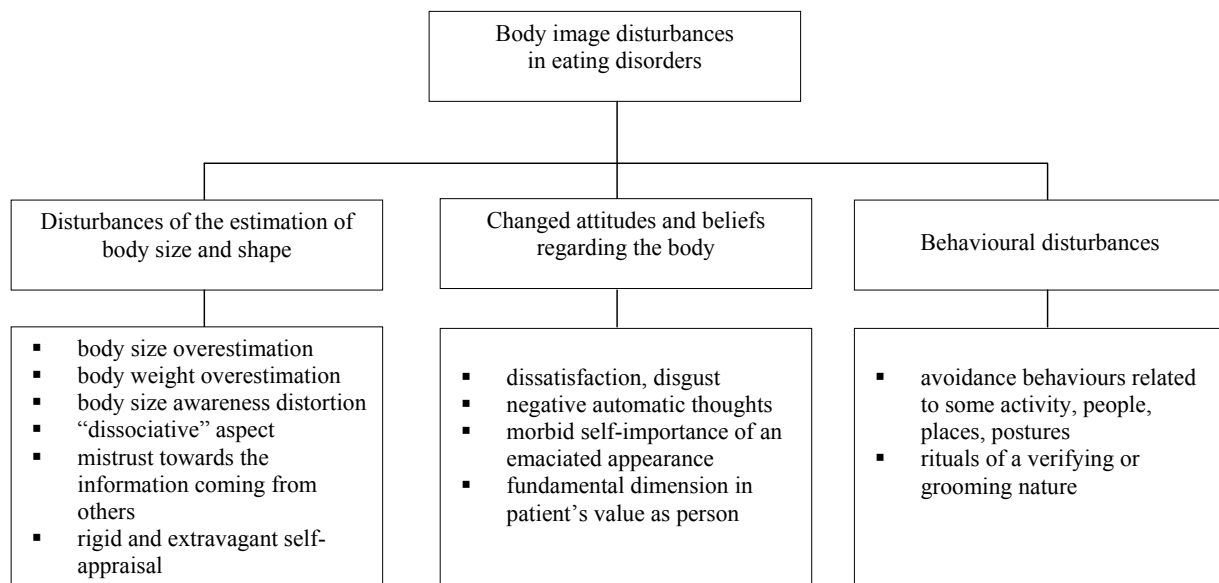 Body image disturbances
in eating disorders
Disturbances of the estimation of
body size and shape
Changed attitudes and beliefs
regarding the body
Behavioural disturbances
▪ body size overestimation
▪ body weight overestimation
▪ body size awareness distortion
▪ “dissociative” aspect
▪ mistrust towards the
information coming from
others
▪ rigid and extravagant self-
appraisal
▪ dissatisfaction, disgust
▪ negative automatic thoughts
▪ morbid self-importance of an
emaciated appearance
▪ fundamental dimension in
patient’s value as person
▪ avoidance behaviours related
to some activity, people,
places, postures
▪ rituals of a verifying or
grooming nature